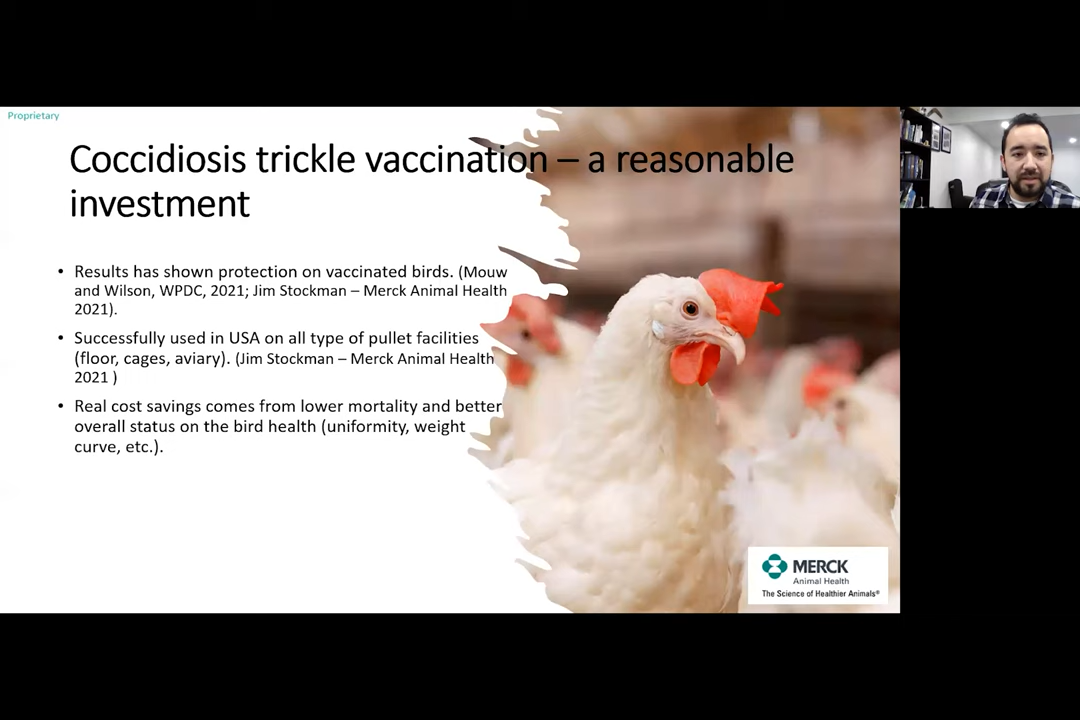 Proprietary
Coccidiosis trickle vaccination – a reasonable
investment
• Results has shown protection on vaccinated birds. (Mouw
and Wilson, WPDC, 2021; Jim Stockman – Merck Animal Health
2021).
• Successfully used in USA on all type of pullet facilities
(floor, cages, aviary). (Jim Stockman – Merck Animal Health
2021 )
• Real cost savings comes from lower mortality and better
overall status on the bird health (uniformity, weight
curve, etc.).
MERCK
Animal Health
The Science of Healthier Animals®